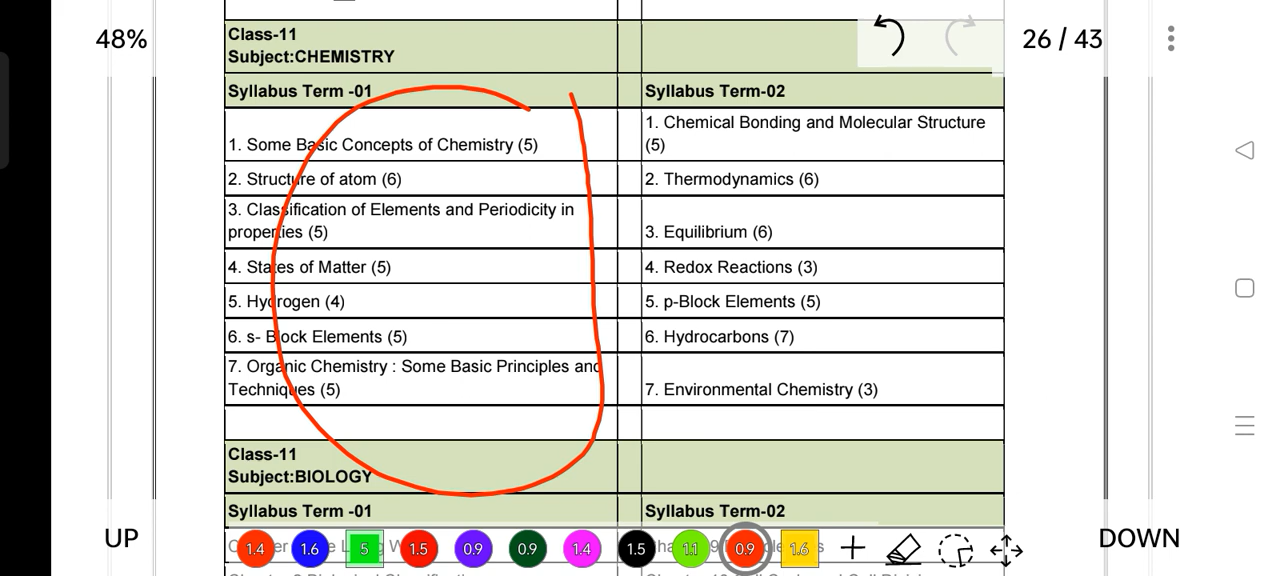 48%
26 / 43
Class-11
Subject:CHEMISTRY
Syllabus Term -01
Syllabus Term-02
1. Some Basic Concepts of Chemistry (5)
1. Chemical Bonding and Molecular Structure
(5)
2. Structure of atom (6)
2. Thermodynamics (6)
3. Classification of Elements and Periodicity in
properties (5)
3. Equilibrium (6)
4. States of Matter (5)
4. Redox Reactions (3)
5. Hydrogen (4)
5. p-Block Elements (5)
6. s- Block Elements (5)
6. Hydrocarbons (7)
7. Organic Chemistry : Some Basic Principles and
Techniques (5)
7. Environmental Chemistry (3)
Class-11
Subject:BIOLOGY
Syllabus Term -01
Syllabus Term-02
UP
1.4 1.6 5 1.5 0.9 0.9 1.4 1.5 1.1 0.9 1.6
DOWN